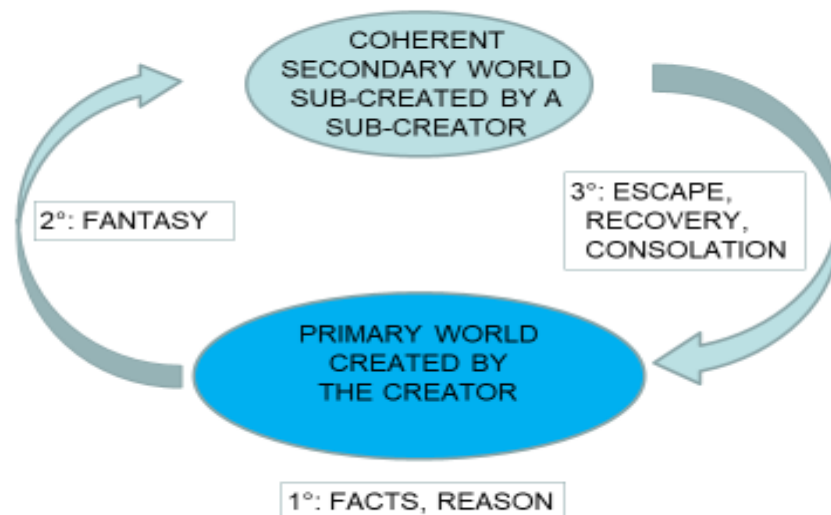 COHERENT
SECONDARY WORLD
SUB-CREATED BY A
SUB-CREATOR
2°: FANTASY
3°: ESCAPE,
RECOVERY,
CONSOLATION
PRIMARY WORLD
CREATED BY
THE CREATOR
1°: FACTS, REASON